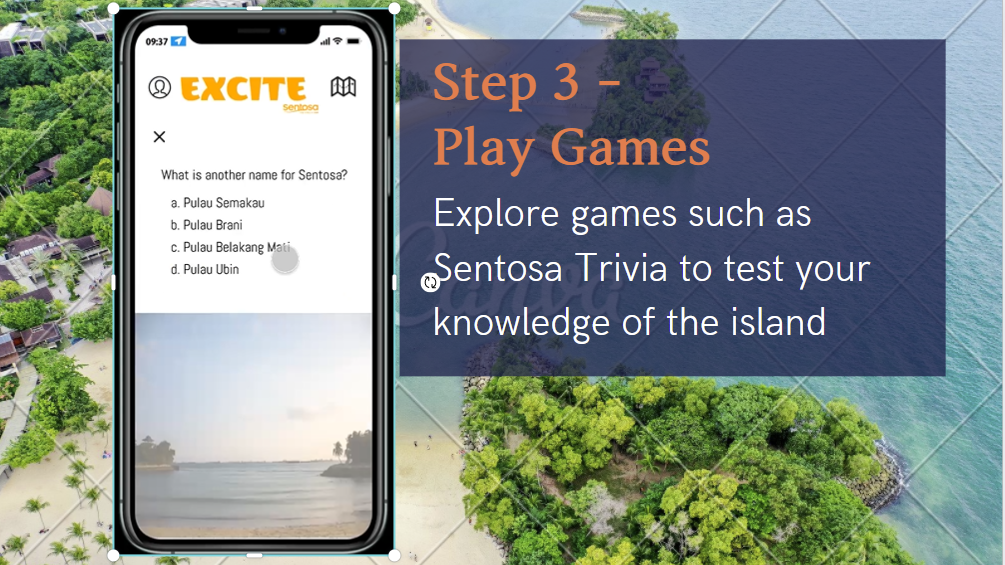 09:37
EXCITE
Sentosa
What is another name for Sentosa?
a. Pulau Semakau
b. Pulau Brani
c. Pulau Belakang Mati
d. Pulau Ubin
Step 3 –
Play Games
Explore games such as
Sentosa Trivia to test your
knowledge of the island
Canva